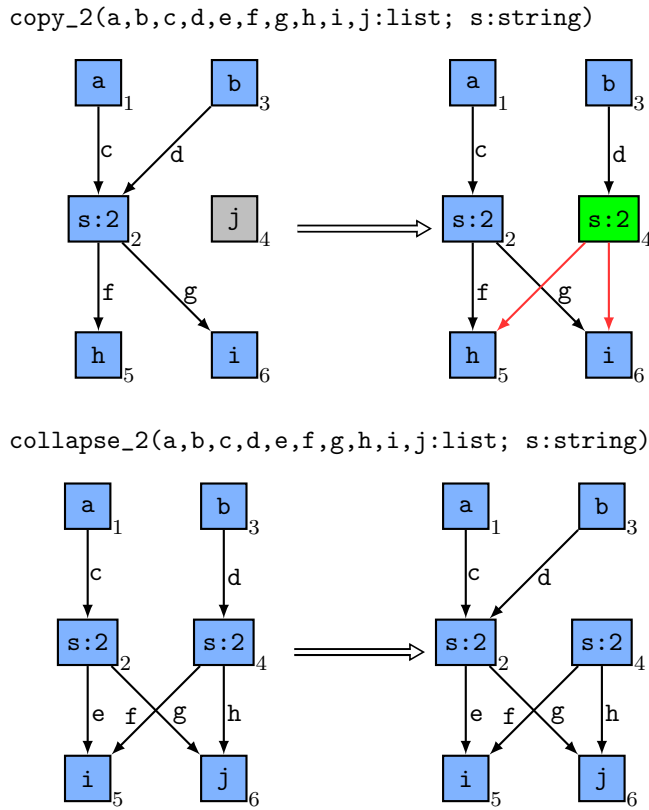 copy_2(a,b,c,d,e,f,g,h,i,j:list; s:string)
a 1 b 3 a 1 b 3
c d c d
s:2 2 j 4 s:2 2 s:2 4
f g f g
h 5 i 6 h 5 i 6
collapse_2(a,b,c,d,e,f,g,h,i,j:list; s:string)
a 1 b 3 a 1 b 3
c d c d
s:2 2 s:2 4 s:2 2 s:2 4
e f g h e f g h
i 5 j 6 i 5 j 6